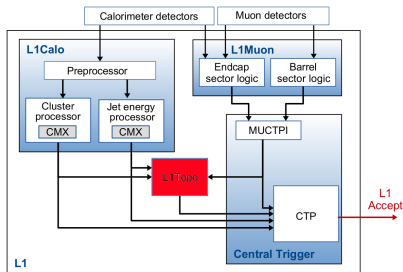 Calorimeter detectors
Muon detectors
L1Calo
Preprocessor
Cluster
processor
CMX
Jet energy
processor
CMX
L1Muon
Endcap
sector logic
Barrel
sector logic
MUCTPI
L1Topo
CTP
L1
Accept
Central Trigger
L1